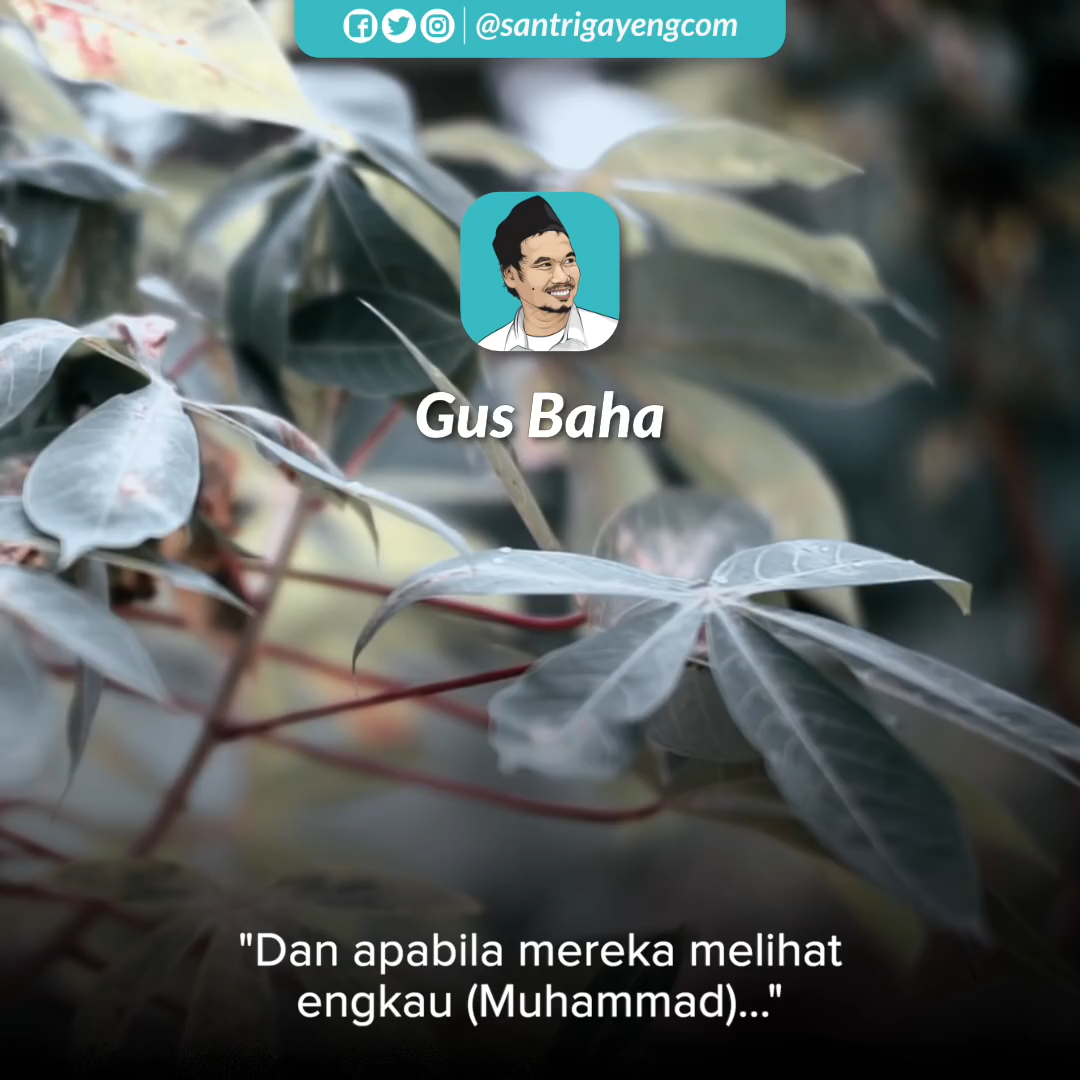 @santrigayengcom
Gus Baha
"Dan apabila mereka melihat
engkau (Muhammad)..."